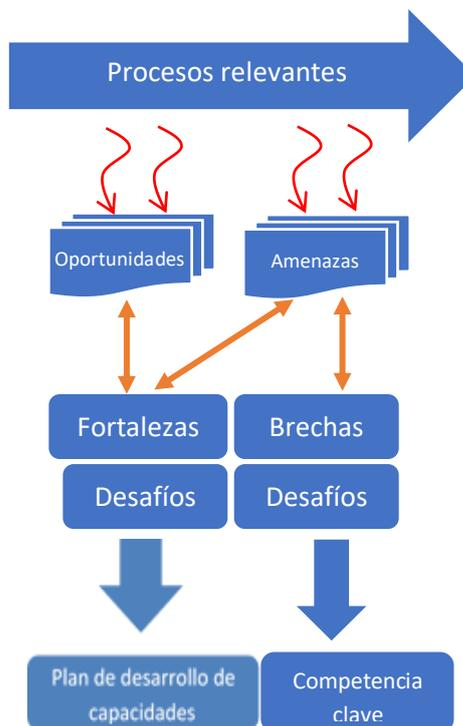 Procesos relevantes
Oportunidades
Amenazas
Fortalezas
Brechas
Desafíos
Desafíos
Plan de desarrollo de
capacidades
Competencia
clave